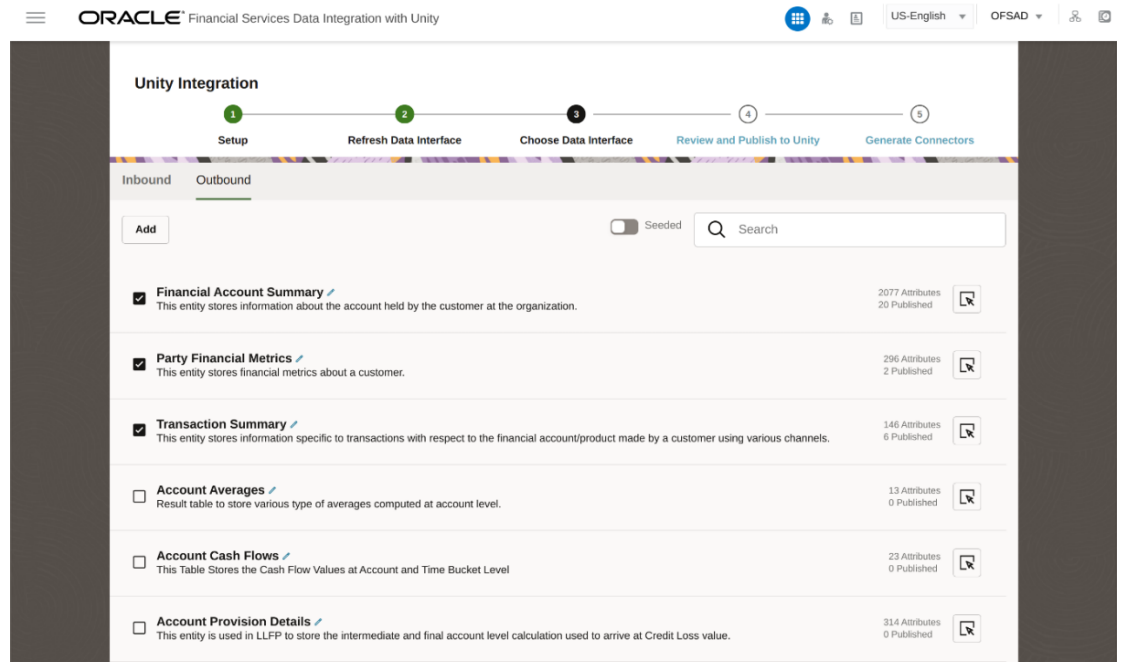 ORACLE® Financial Services Data Integration with Unity
US-English
OFSAD
Unity Integration
1 2 3 4 5
Setup Refresh Data Interface Choose Data Interface Review and Publish to Unity Generate Connectors
Inbound Outbound
Add
Seeded
Search
Financial Account Summary
This entity stores information about the account held by the customer at the organization.
2077 Attributes
20 Published
Party Financial Metrics
This entity stores financial metrics about a customer.
296 Attributes
2 Published
Transaction Summary
This entity stores information specific to transactions with respect to the financial account/product made by a customer using various channels.
146 Attributes
6 Published
Account Averages
Result table to store various type of averages computed at account level.
13 Attributes
0 Published
Account Cash Flows
This Table Stores the Cash Flow Values at Account and Time Bucket Level
23 Attributes
0 Published
Account Provision Details
This entity is used in LLFP to store the intermediate and final account level calculation used to arrive at Credit Loss value.
314 Attributes
0 Published